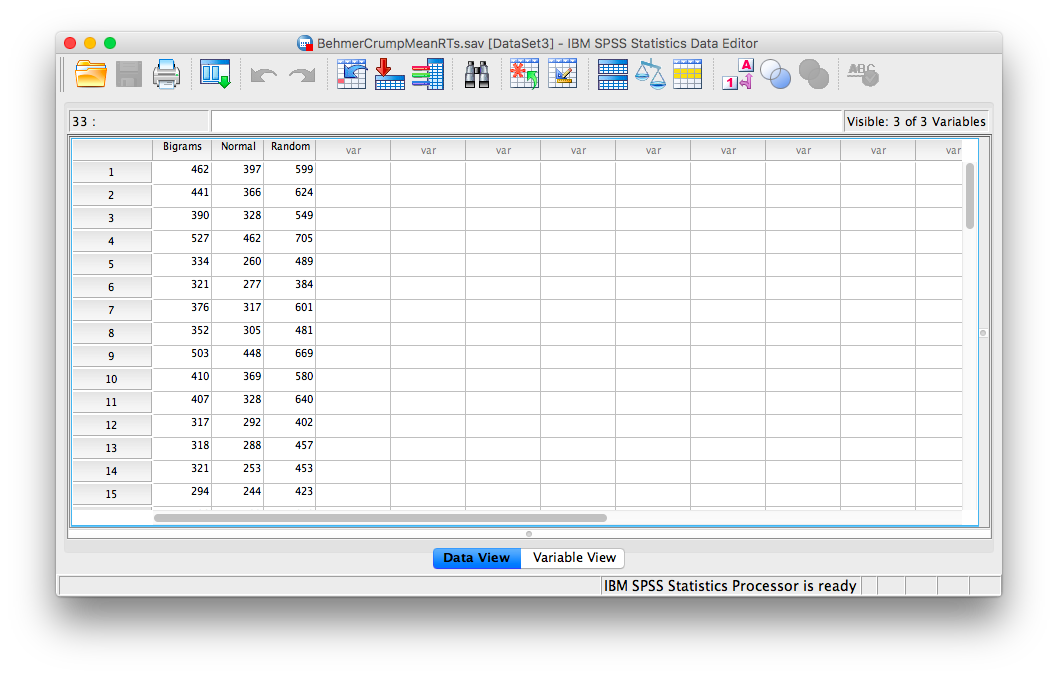 BehmerCrumpMeanRTs.sav [DataSet3] - IBM SPSS Statistics Data Editor
A
1
ABC
33 :
Visible: 3 of 3 Variables
Bigrams Normal Random var var var var var var var var var
1 462 397 599
2 441 366 624
3 390 328 549
4 527 462 705
5 334 260 489
6 321 277 384
7 376 317 601
8 352 305 481
9 503 448 669
10 410 369 580
11 407 328 640
12 317 292 402
13 318 288 457
14 321 253 453
15 294 244 423
Data View Variable View
IBM SPSS Statistics Processor is ready